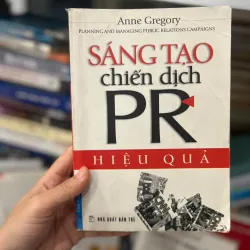 Anne Gregory
PLANNING AND MANAGING PUBLIC RELATIONS CAMPAIGNS
SÁNG TẠO
chiến dịch
PR
HIỆU QUẢ
NHÀ XUẤT BẢN TRẺ